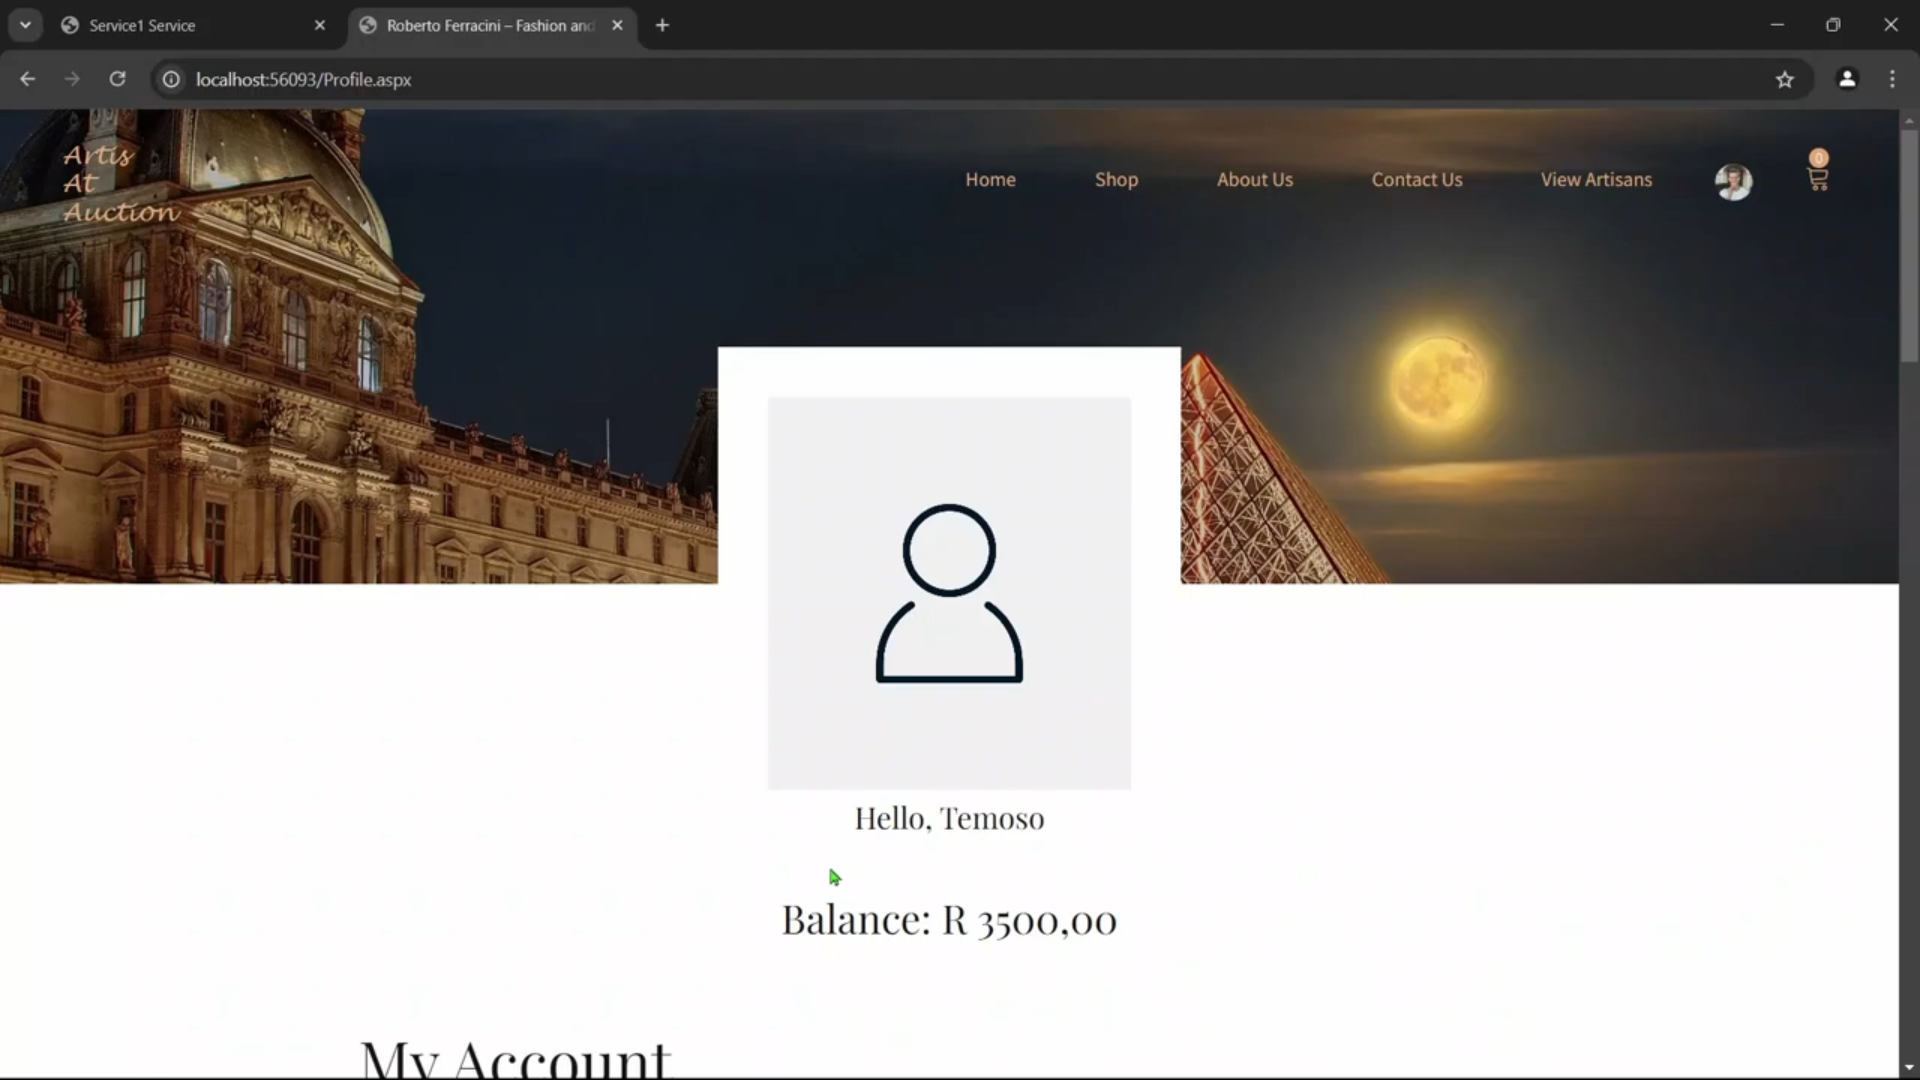 Service1 Service
Roberto Ferracini – Fashion and
localhost:56093/Profile.aspx
Artis
At
Auction
Home
Shop
About Us
Contact Us
View Artisans
0
Hello, Temoso
Balance: R 3500,00
My Account